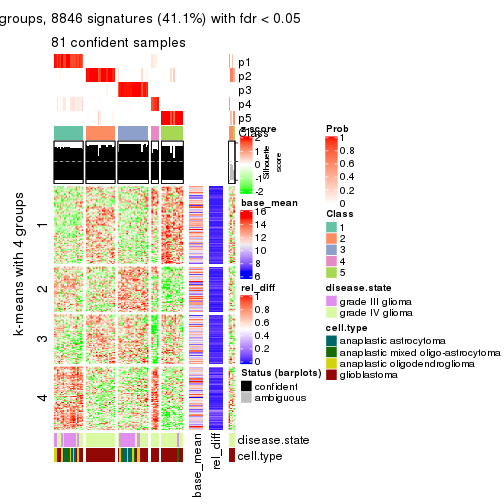 groups, 8846 signatures (41.1%) with fdr < 0.05
81 confident samples
p1
p2
p3
p4
p5
Class
Silhouette
score
1
2
3
4
k-means with 4 groups
base_mean
rel_diff
disease.state
cell.type
z-score
2
1
0
-1
-2
base_mean
16
14
12
10
8
6
rel_diff
1
0.8
0.6
0.4
0.2
0
Status (barplots)
confident
ambiguous
Prob
1
0.8
0.6
0.4
0.2
0
Class
1
2
3
4
5
disease.state
grade III glioma
grade IV glioma
cell.type
anaplastic astrocytoma
anaplastic mixed oligo-astrocytoma
anaplastic oligodendroglioma
glioblastoma